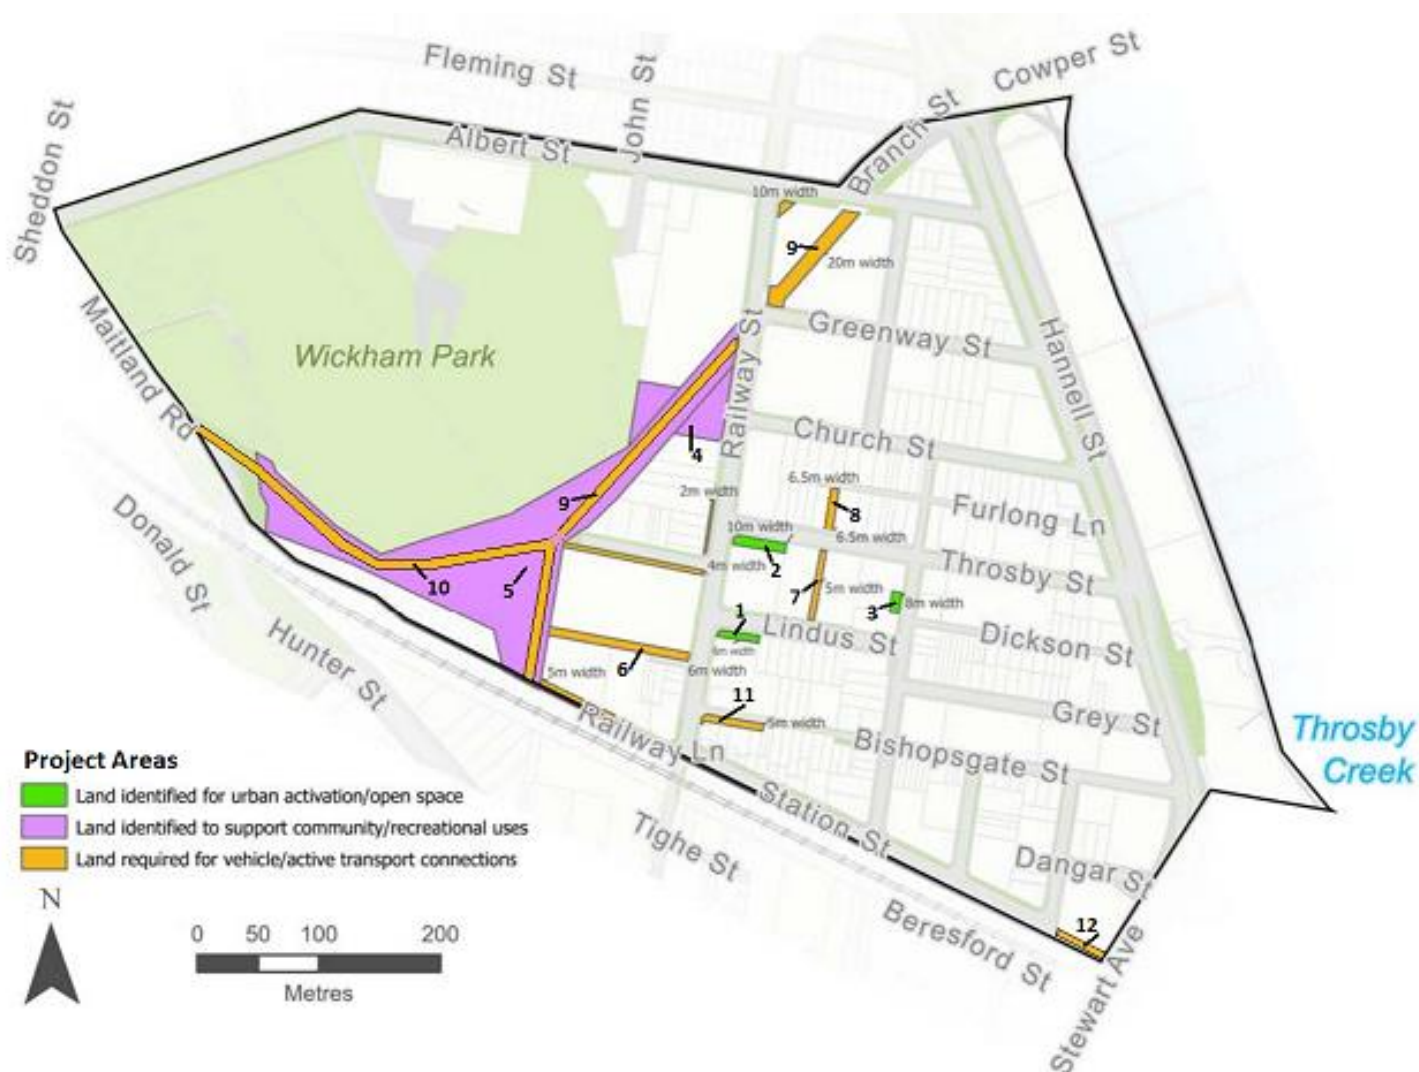 Cowper St
Fleming St
John St
Branch St
Sheddon St
Albert St
10m width
9
20m width
Maitland Rd
Wickham Park
Railway St
Greenway St
Hannell St
Church St
4
6.5m width
2m width
9
8
Furlong Ln
Donald St
10m width
6.5m width
2
4m width
Throsby St
10
5
7
5m width
3
8m width
1
Lindus St
Dickson St
Hunter St
6
5m width
6m width
11
5m width
Grey St
Railway Ln
Bishopsgate St
Throsby
Creek
Project Areas
Land identified for urban activation/open space
Land identified to support community/recreational uses
Land required for vehicle/active transport connections
Station St
Tighe St
Dangar St
N
0 50 100 200
Metres
Beresford St
12
Stewart Ave